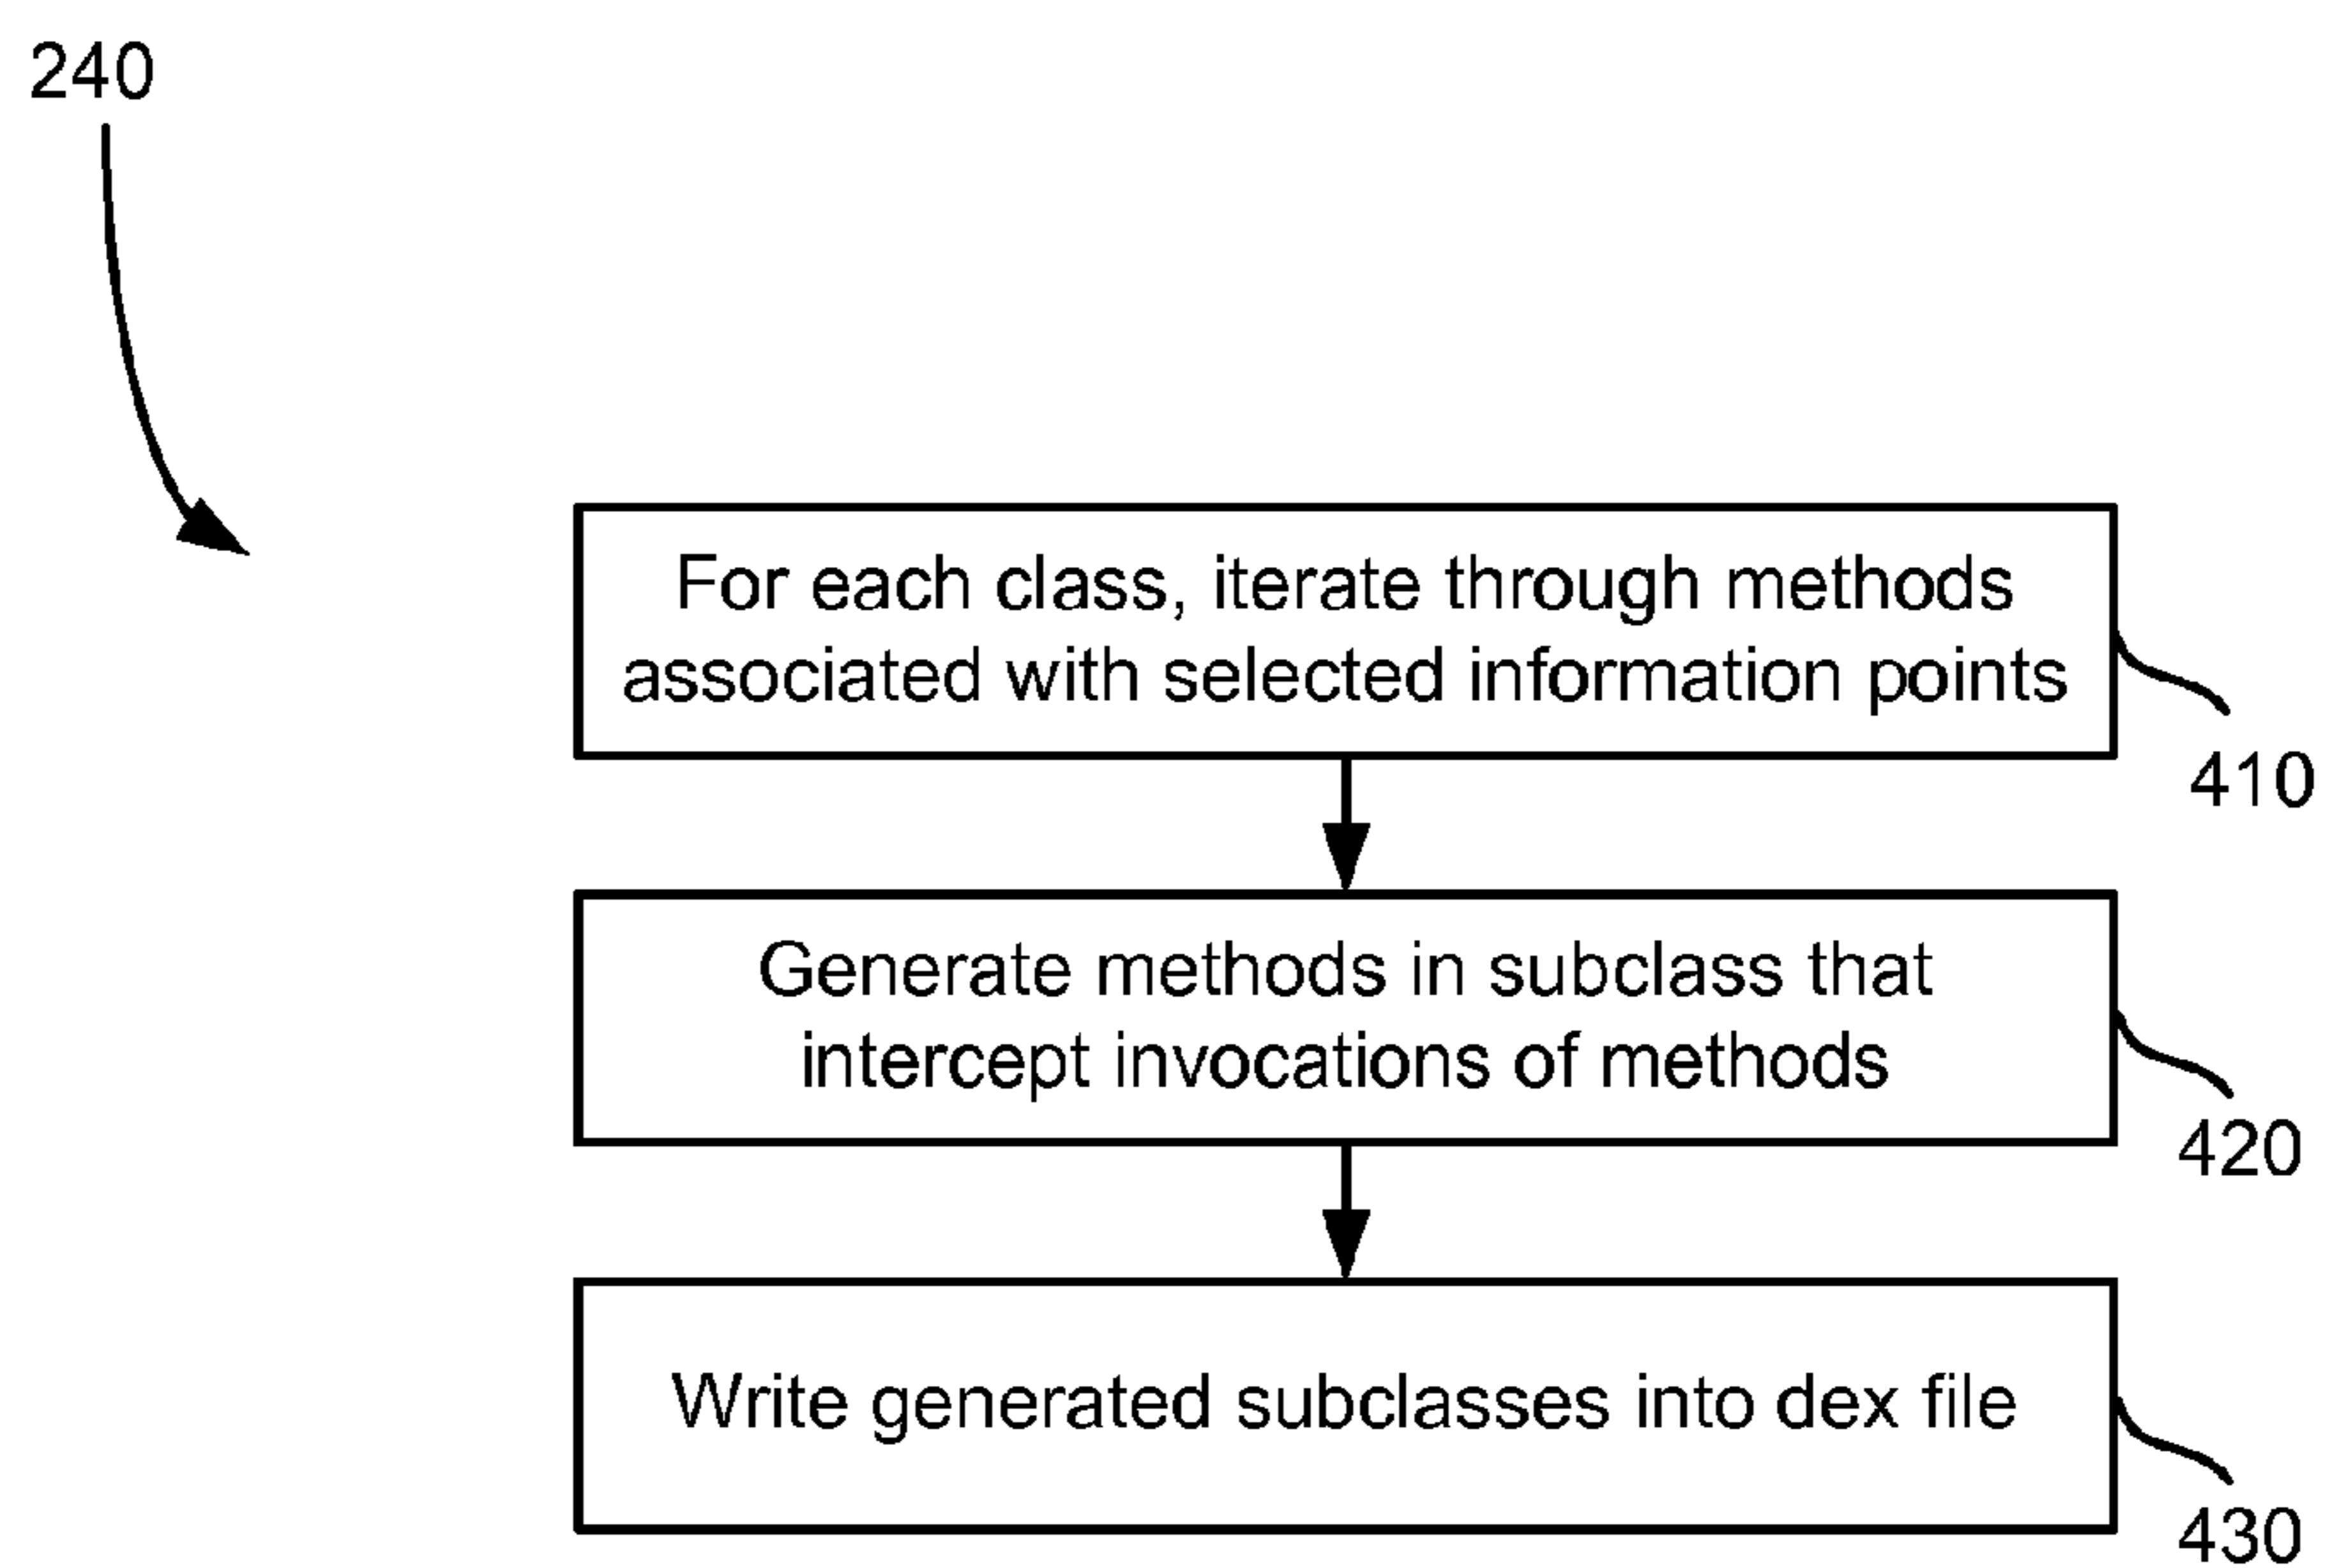 240
For each class, iterate through methods
associated with selected information points
410
Generate methods in subclass that
intercept invocations of methods
420
Write generated subclasses into dex file
430